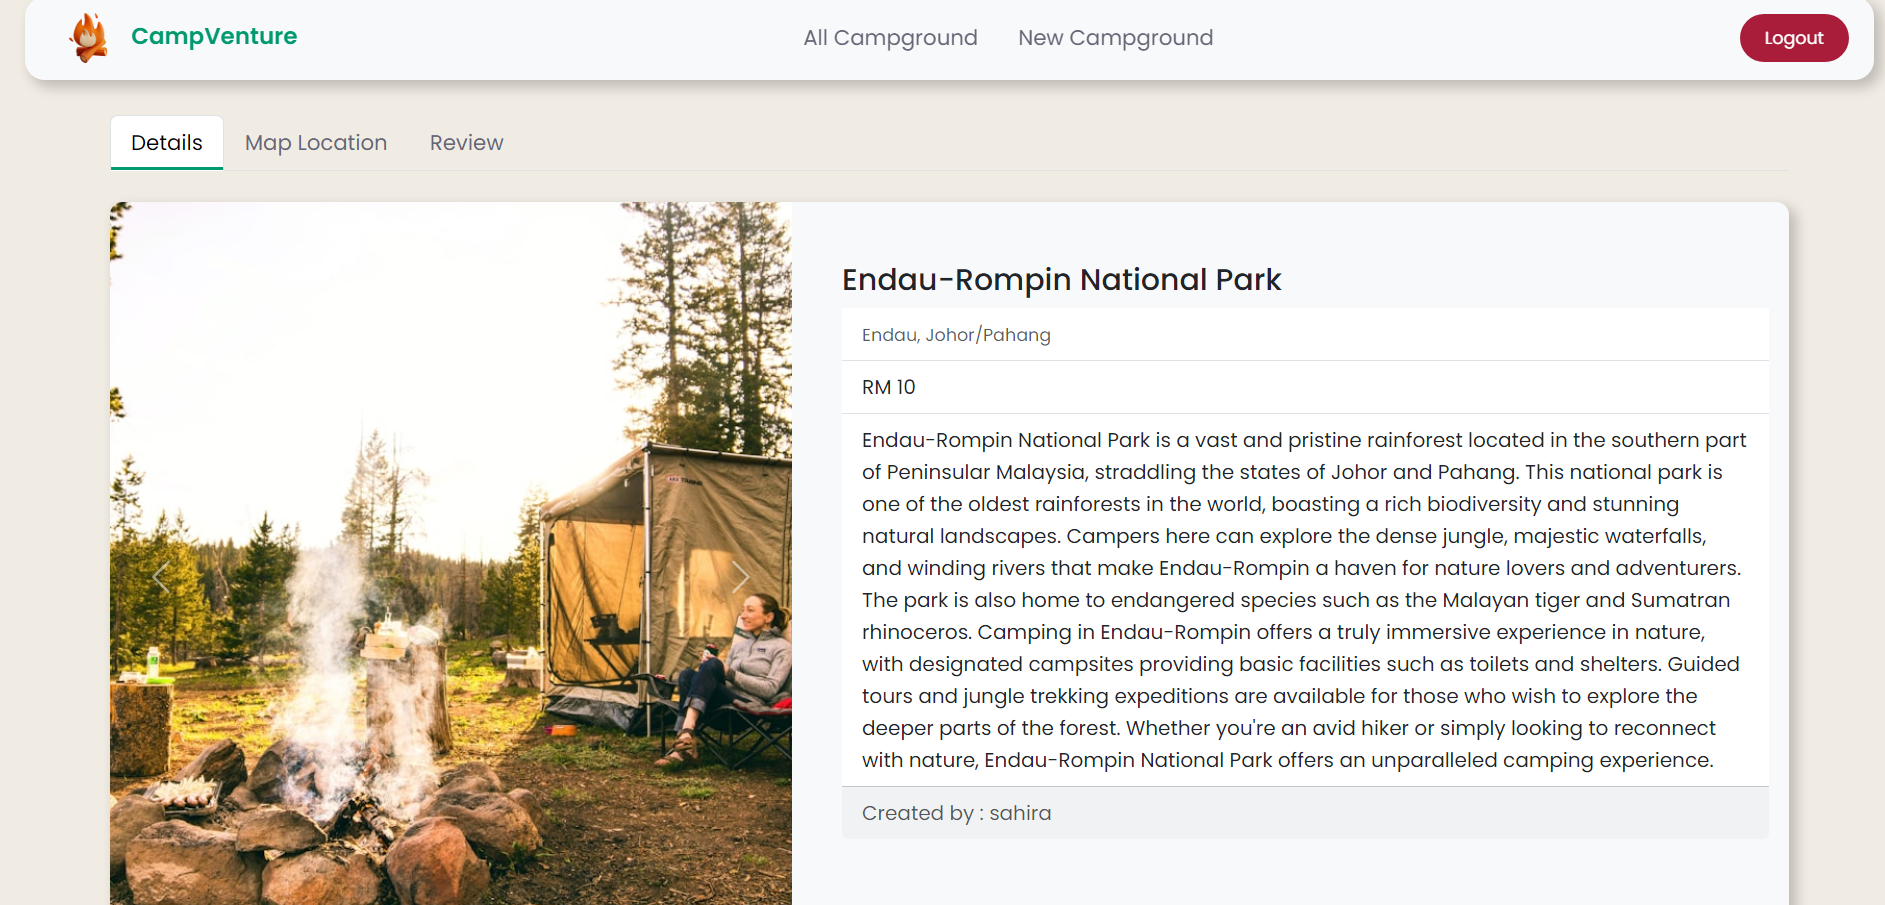 CampVenture
All Campground
New Campground
Logout
Details
Map Location
Review
Endau-Rompin National Park
Endau, Johor/Pahang
RM 10
Endau-Rompin National Park is a vast and pristine rainforest located in the southern part
of Peninsular Malaysia, straddling the states of Johor and Pahang. This national park is
one of the oldest rainforests in the world, boasting a rich biodiversity and stunning
natural landscapes. Campers here can explore the dense jungle, majestic waterfalls,
and winding rivers that make Endau-Rompin a haven for nature lovers and adventurers.
The park is also home to endangered species such as the Malayan tiger and Sumatran
rhinoceros. Camping in Endau-Rompin offers a truly immersive experience in nature,
with designated campsites providing basic facilities such as toilets and shelters. Guided
tours and jungle trekking expeditions are available for those who wish to explore the
deeper parts of the forest. Whether you're an avid hiker or simply looking to reconnect
with nature, Endau-Rompin National Park offers an unparalleled camping experience.
Created by : sahira